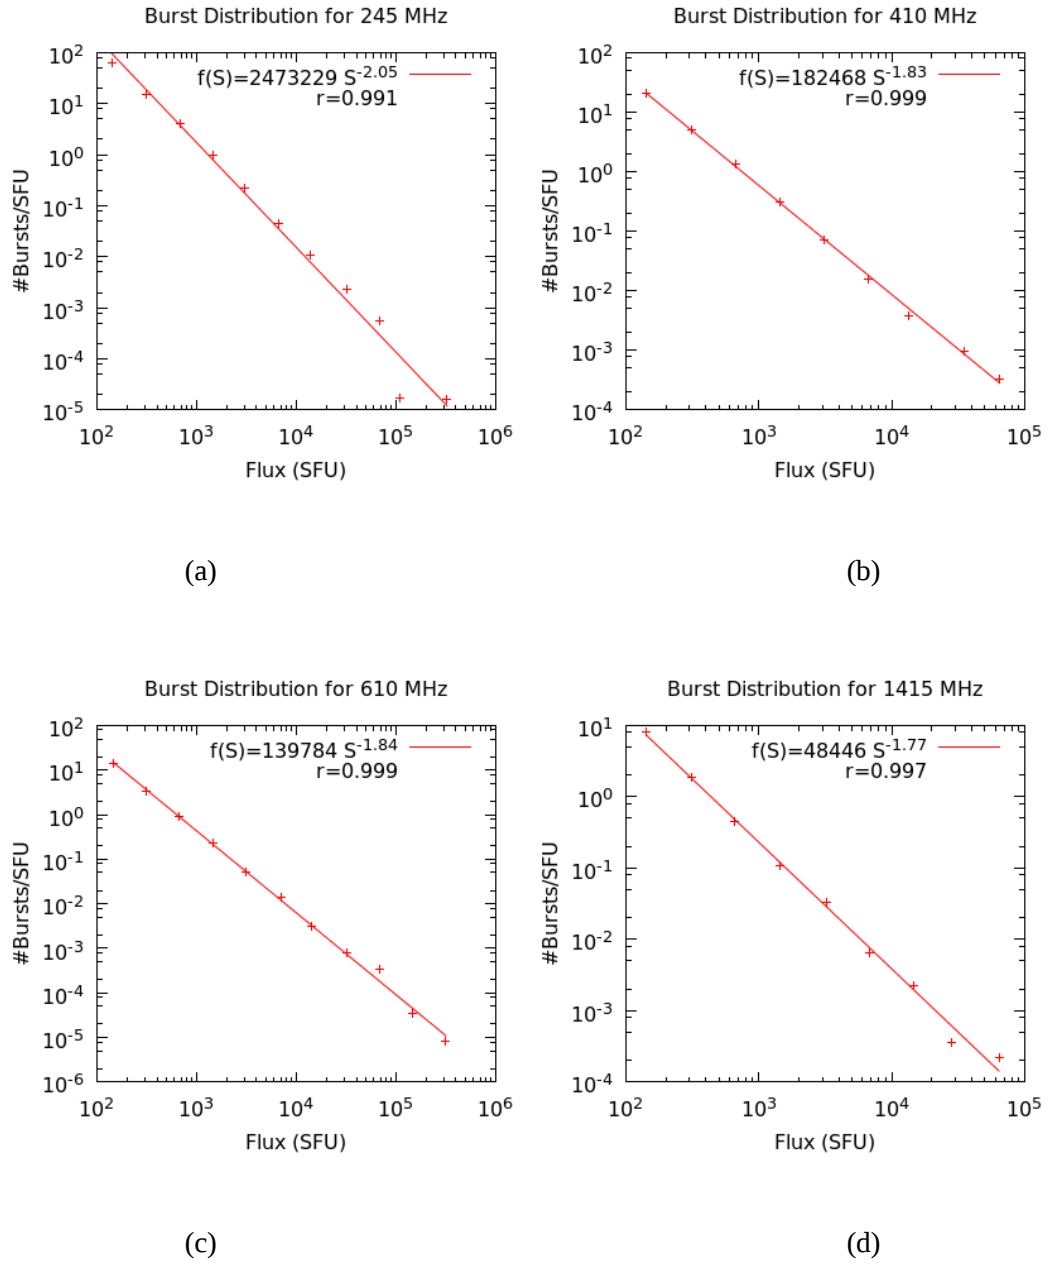 Burst Distribution for 245 MHz
10^2
10^1
10^0
10^-1
10^-2
10^-3
10^-4
10^-5
#Bursts/SFU
f(S)=2473229 S^-2.05
r=0.991
10^2 10^3 10^4 10^5 10^6
Flux (SFU)
(a)
Burst Distribution for 410 MHz
10^2
10^1
10^0
10^-1
10^-2
10^-3
10^-4
#Bursts/SFU
f(S)=182468 S^-1.83
r=0.999
10^2 10^3 10^4 10^5
Flux (SFU)
(b)
Burst Distribution for 610 MHz
10^2
10^1
10^0
10^-1
10^-2
10^-3
10^-4
10^-5
10^-6
#Bursts/SFU
f(S)=139784 S^-1.84
r=0.999
10^2 10^3 10^4 10^5 10^6
Flux (SFU)
(c)
Burst Distribution for 1415 MHz
10^1
10^0
10^-1
10^-2
10^-3
10^-4
#Bursts/SFU
f(S)=48446 S^-1.77
r=0.997
10^2 10^3 10^4 10^5
Flux (SFU)
(d)